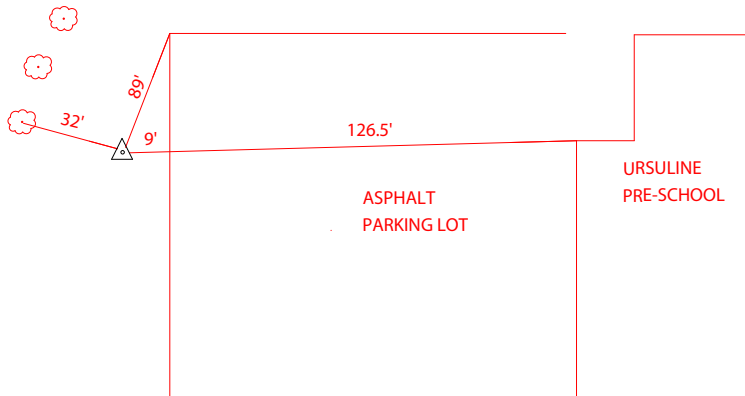 89'
32'
9'
126.5'
ASPHALT
PARKING LOT
URSULINE
PRE-SCHOOL